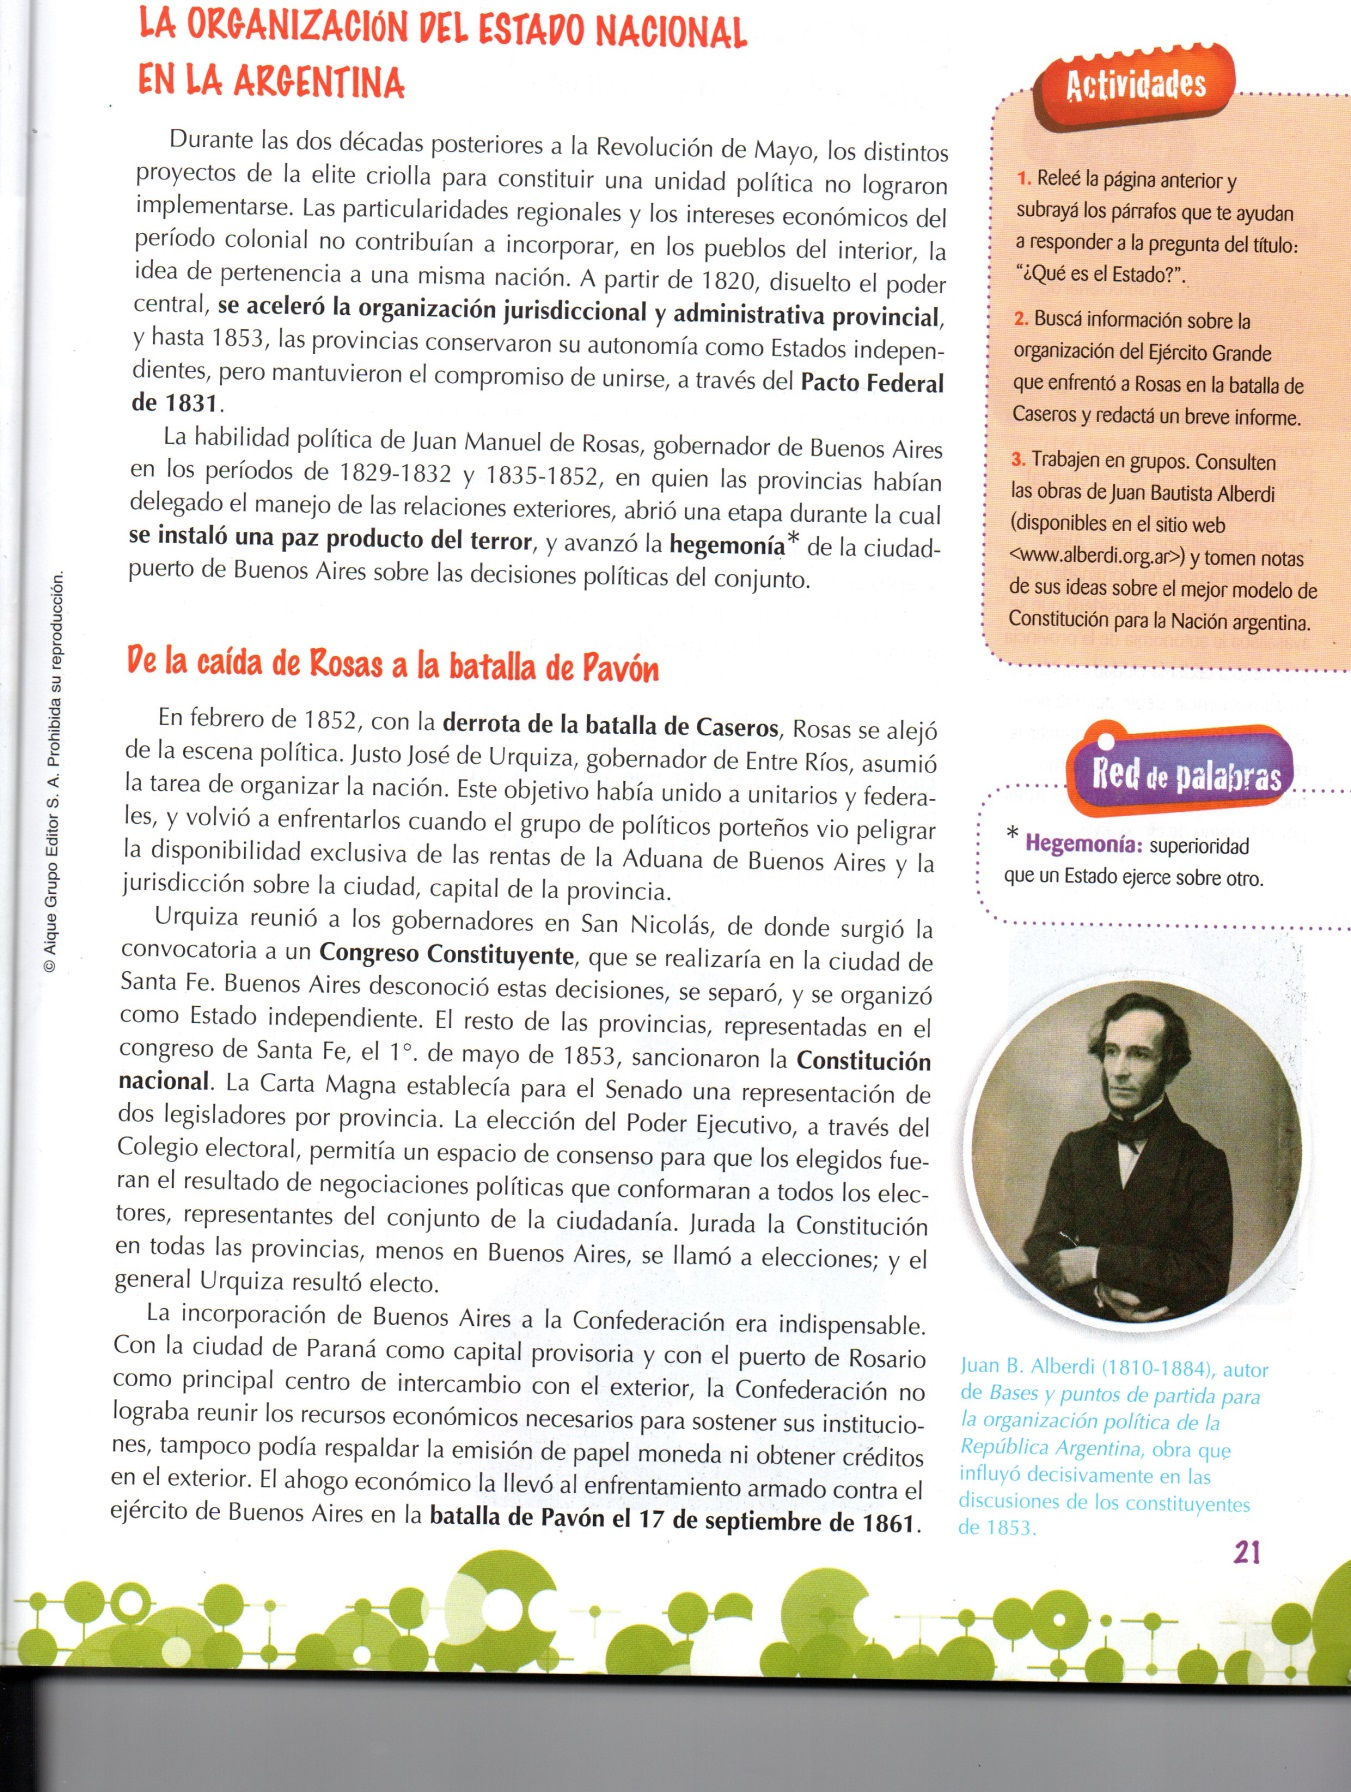 LA ORGANIZACIÓN DEL ESTADO NACIONAL
EN LA ARGENTINA
Durante las dos décadas posteriores a la Revolución de Mayo, los distintos
proyectos de la elite criolla para constituir una unidad política no lograron
implementarse. Las particularidades regionales y los intereses económicos del
período colonial no contribuían a incorporar, en los pueblos del interior, la
idea de pertenencia a una misma nación. A partir de 1820, disuelto el poder
central, se aceleró la organización jurisdiccional y administrativa provincial,
y hasta 1853, las provincias conservaron su autonomía como Estados indepen-
dientes, pero mantuvieron el compromiso de unirse, a través del Pacto Federal
de 1831.
La habilidad política de Juan Manuel de Rosas, gobernador de Buenos Aires
en los períodos de 1829-1832 y 1835-1852, en quien las provincias habían
delegado el manejo de las relaciones exteriores, abrió una etapa durante la cual
se instaló una paz producto del terror, y avanzó la hegemonía* de la ciudad-
puerto de Buenos Aires sobre las decisiones políticas del conjunto.
De la caída de Rosas a la batalla de Pavón
En febrero de 1852, con la derrota de la batalla de Caseros, Rosas se alejó
de la escena política. Justo José de Urquiza, gobernador de Entre Ríos, asumió
la tarea de organizar la nación. Este objetivo había unido a unitarios y federa-
les, y volvió a enfrentarlos cuando el grupo de políticos porteños vio peligrar
la disponibilidad exclusiva de las rentas de la Aduana de Buenos Aires y la
jurisdicción sobre la ciudad, capital de la provincia.
Urquiza reunió a los gobernadores en San Nicolás, de donde surgió la
convocatoria a un Congreso Constituyente, que se realizaría en la ciudad de
Santa Fe. Buenos Aires desconoció estas decisiones, se separó, y se organizó
como Estado independiente. El resto de las provincias, representadas en el
congreso de Santa Fe, el 1°. de mayo de 1853, sancionaron la Constitución
nacional. La Carta Magna establecía para el Senado una representación de
dos legisladores por provincia. La elección del Poder Ejecutivo, a través del
Colegio electoral, permitía un espacio de consenso para que los elegidos fue-
ran el resultado de negociaciones políticas que conformaran a todos los elec-
tores, representantes del conjunto de la ciudadanía. Jurada la Constitución
en todas las provincias, menos en Buenos Aires, se llamó a elecciones; y el
general Urquiza resultó electo.
La incorporación de Buenos Aires a la Confederación era indispensable.
Con la ciudad de Paraná como capital provisoria y con el puerto de Rosario
como principal centro de intercambio con el exterior, la Confederación no
lograba reunir los recursos económicos necesarios para sostener sus institucio-
nes, tampoco podía respaldar la emisión de papel moneda ni obtener créditos
en el exterior. El ahogo económico la llevó al enfrentamiento armado contra el
ejército de Buenos Aires en la batalla de Pavón el 17 de septiembre de 1861.
Actividades
1. Releé la página anterior y
subrayá los párrafos que te ayudan
a responder a la pregunta del título:
“¿Qué es el Estado?”.
2. Buscá información sobre la
organización del Ejército Grande
que enfrentó a Rosas en la batalla de
Caseros y redactá un breve informe.
3. Trabajen en grupos. Consulten
las obras de Juan Bautista Alberdi
(disponibles en el sitio web
<www.alberdi.org.ar>) y tomen notas
de sus ideas sobre el mejor modelo de
Constitución para la Nación argentina.
Red de palabras
* Hegemonía: superioridad
que un Estado ejerce sobre otro.
Juan B. Alberdi (1810-1884), autor
de Bases y puntos de partida para
la organización política de la
República Argentina, obra que
influyó decisivamente en las
discusiones de los constituyentes
de 1853.
21
© Aique Grupo Editor S. A. Prohibida su reproducción.